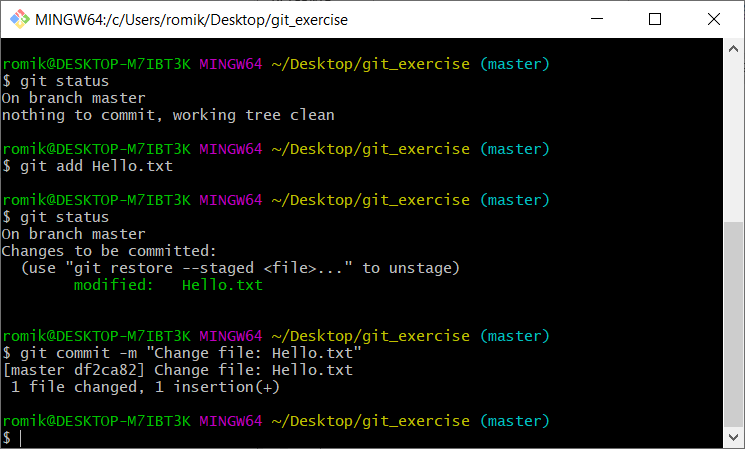 MINGW64:/c/Users/romik/Desktop/git_exercise
romik@DESKTOP-M7IBT3K MINGW64 ~/Desktop/git_exercise (master)
$ git status
On branch master
nothing to commit, working tree clean
romik@DESKTOP-M7IBT3K MINGW64 ~/Desktop/git_exercise (master)
$ git add Hello.txt
romik@DESKTOP-M7IBT3K MINGW64 ~/Desktop/git_exercise (master)
$ git status
On branch master
Changes to be committed:
  (use "git restore --staged <file>..." to unstage)
        modified:   Hello.txt
romik@DESKTOP-M7IBT3K MINGW64 ~/Desktop/git_exercise (master)
$ git commit -m "Change file: Hello.txt"
[master df2ca82] Change file: Hello.txt
 1 file changed, 1 insertion(+)
romik@DESKTOP-M7IBT3K MINGW64 ~/Desktop/git_exercise (master)
$